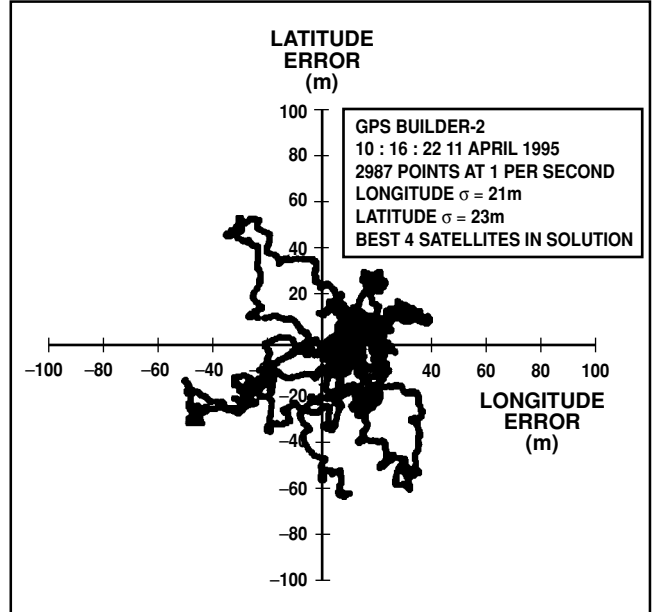 LATITUDE
ERROR
(m)
100
80
60
40
20
GPS BUILDER-2
10 : 16 : 22 11 APRIL 1995
2987 POINTS AT 1 PER SECOND
LONGITUDE σ = 21m
LATITUDE σ = 23m
BEST 4 SATELLITES IN SOLUTION
–100 –80 –60 –40 –20 40 60 80 100
–20
–40
–60
–80
–100
LONGITUDE
ERROR
(m)